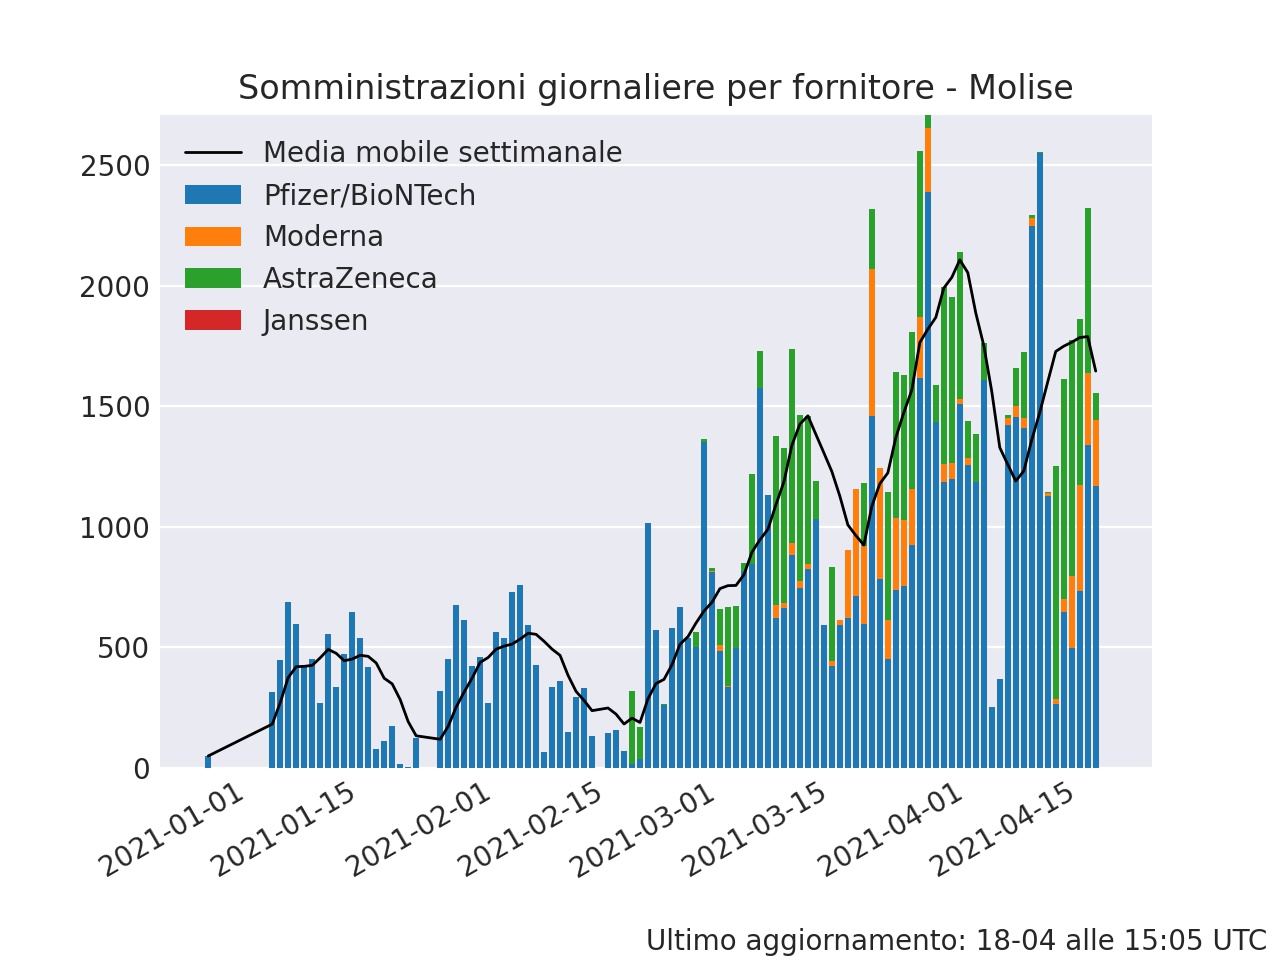 Somministrazioni giornaliere per fornitore - Molise
Media mobile settimanale
Pfizer/BioNTech
Moderna
AstraZeneca
Janssen
2500
2000
1500
1000
500
0
2021-01-01
2021-01-15
2021-02-01
2021-02-15
2021-03-01
2021-03-15
2021-04-01
2021-04-15
Ultimo aggiornamento: 18-04 alle 15:05 UTC